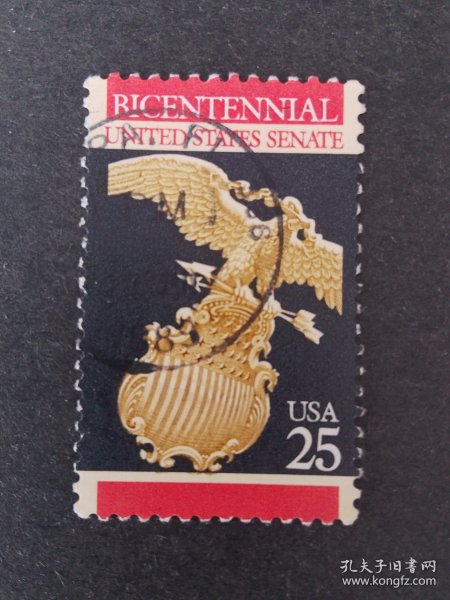 BICENTENNIAL
UNITED STATES SENATE
USA
25
孔夫子旧书网
www.kongfz.com